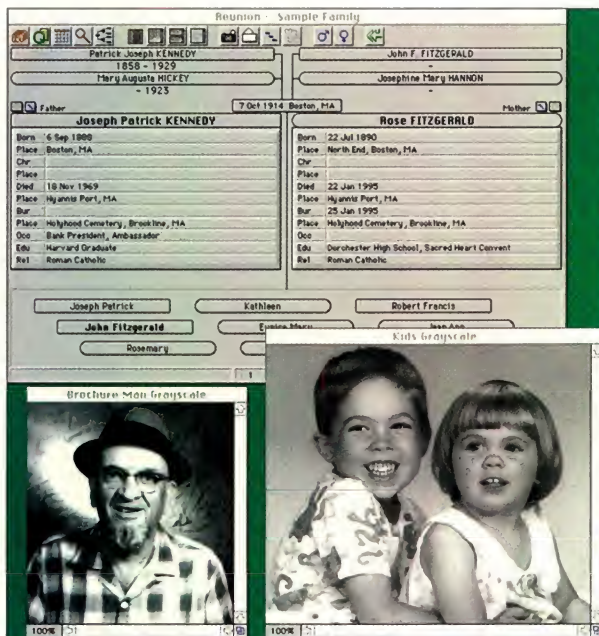 Reunion - Sample Family
Patrick Joseph KENNEDY
1858 - 1929
Mary Augusta HICKEY
- 1923
John F. FITZGERALD
-
Josephine Mary HANNON
-
Father
7 Oct 1914 Boston, MA
Mother
Joseph Patrick KENNEDY
Born 6 Sep 1888
Place Boston, MA
Chr
Place
Died 18 Nov 1969
Place Hyannis Port, MA
Bur
Place Holyhood Cemetery, Brookline, MA
Occ Bank President, Ambassador
Edu Harvard Graduate
Rel Roman Catholic
Rose FITZGERALD
Born 22 Jul 1890
Place North End, Boston, MA
Chr
Place
Died 22 Jan 1995
Place Hyannis Port, MA
Bur 25 Jan 1995
Place Holyhood Cemetery, Brookline, MA
Occ
Edu Dorchester High School, Sacred Heart Convent
Rel Roman Catholic
Joseph Patrick
Kathleen
Robert Francis
John Fitzgerald
Eunice Mary
Jean Ann
Rosemary
1
Brochure Man Grayscale
100%
Kids Grayscale
100%